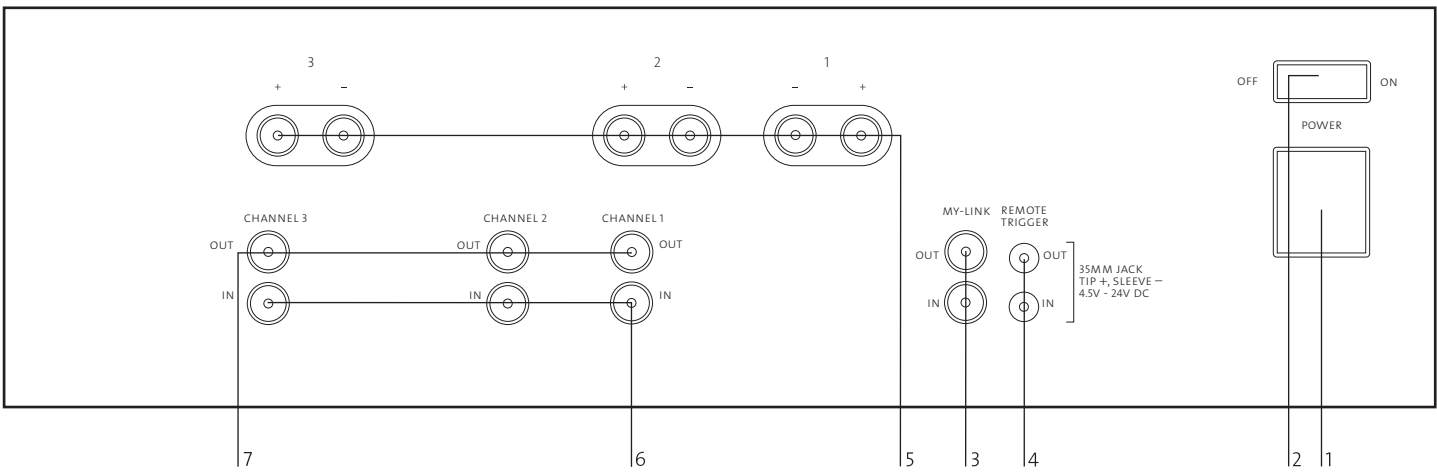 3 2 1
+ − + − − +
OFF ON
POWER
CHANNEL 3 CHANNEL 2 CHANNEL 1
MY-LINK REMOTE
TRIGGER
OUT OUT OUT OUT OUT
35MM JACK
TIP +, SLEEVE −
4.5V - 24V DC
IN IN IN IN IN
7 6 5 3 4 2 1